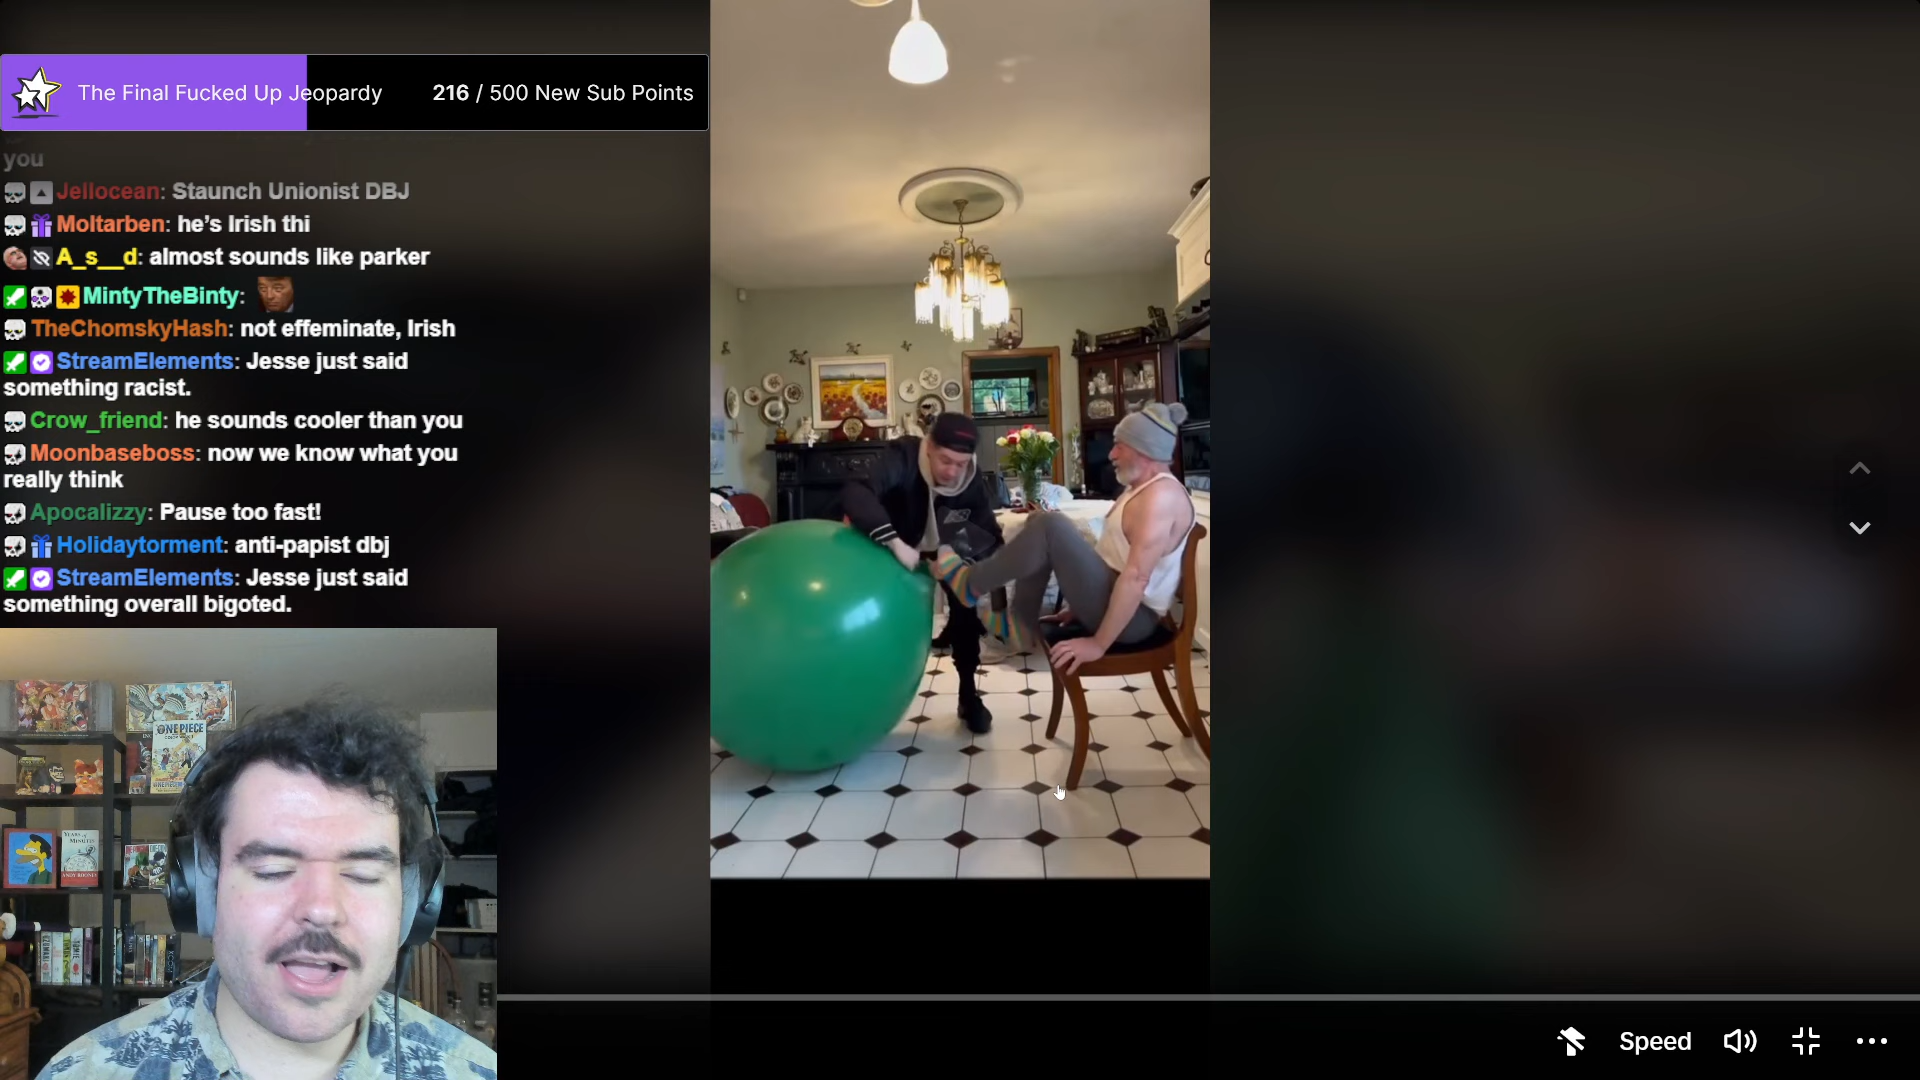 The Final Fucked Up Jeopardy 216 / 500 New Sub Points
you
Jellocean: Staunch Unionist DBJ
Moltarben: he’s Irish thi
A_s__d: almost sounds like parker
MintyTheBinty:
TheChomskyHash: not effeminate, Irish
StreamElements: Jesse just said
something racist.
Crow_friend: he sounds cooler than you
Moonbaseboss: now we know what you
really think
Apocalizzy: Pause too fast!
Holidaytorment: anti-papist dbj
StreamElements: Jesse just said
something overall bigoted.
ONE PIECE
Speed